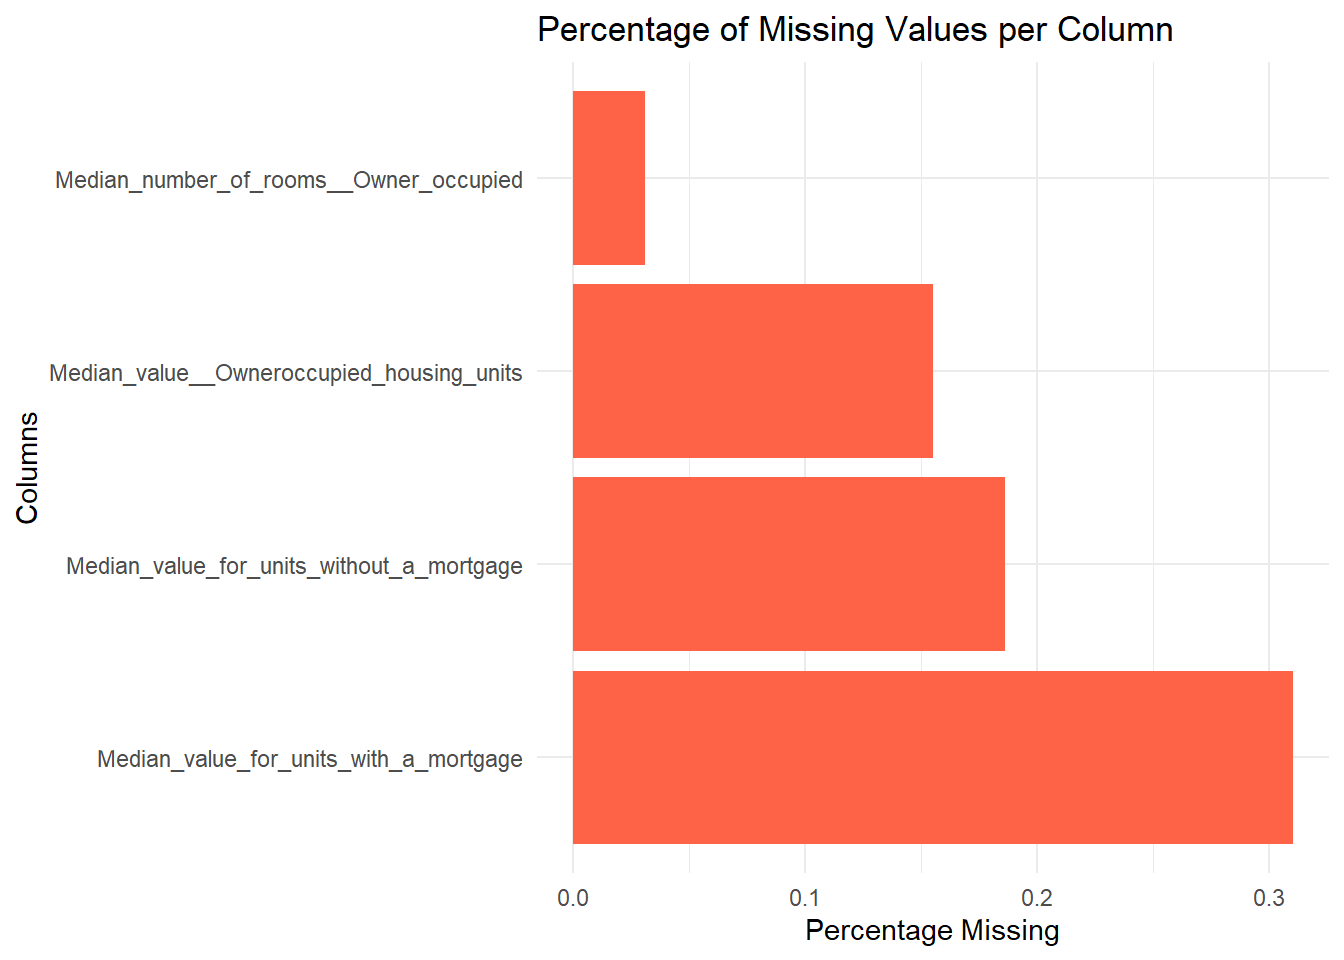 Percentage of Missing Values per Column
Median_number_of_rooms__Owner_occupied
Median_value__Owneroccupied_housing_units
Columns
Median_value_for_units_without_a_mortgage
Median_value_for_units_with_a_mortgage
0.0 0.1 0.2 0.3
Percentage Missing